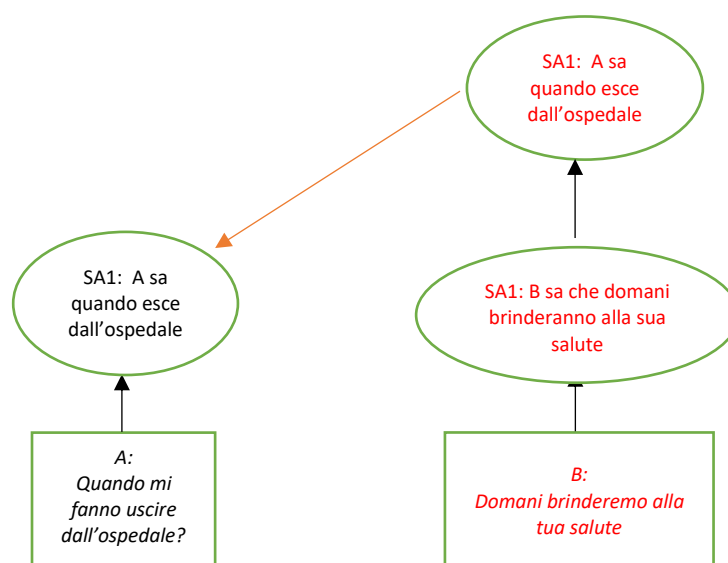 SA1: A sa
quando esce
dall’ospedale
SA1: A sa
quando esce
dall’ospedale
SA1: B sa che domani
brinderanno alla sua
salute
A:
Quando mi
fanno uscire
dall’ospedale?
B:
Domani brinderemo alla
tua salute